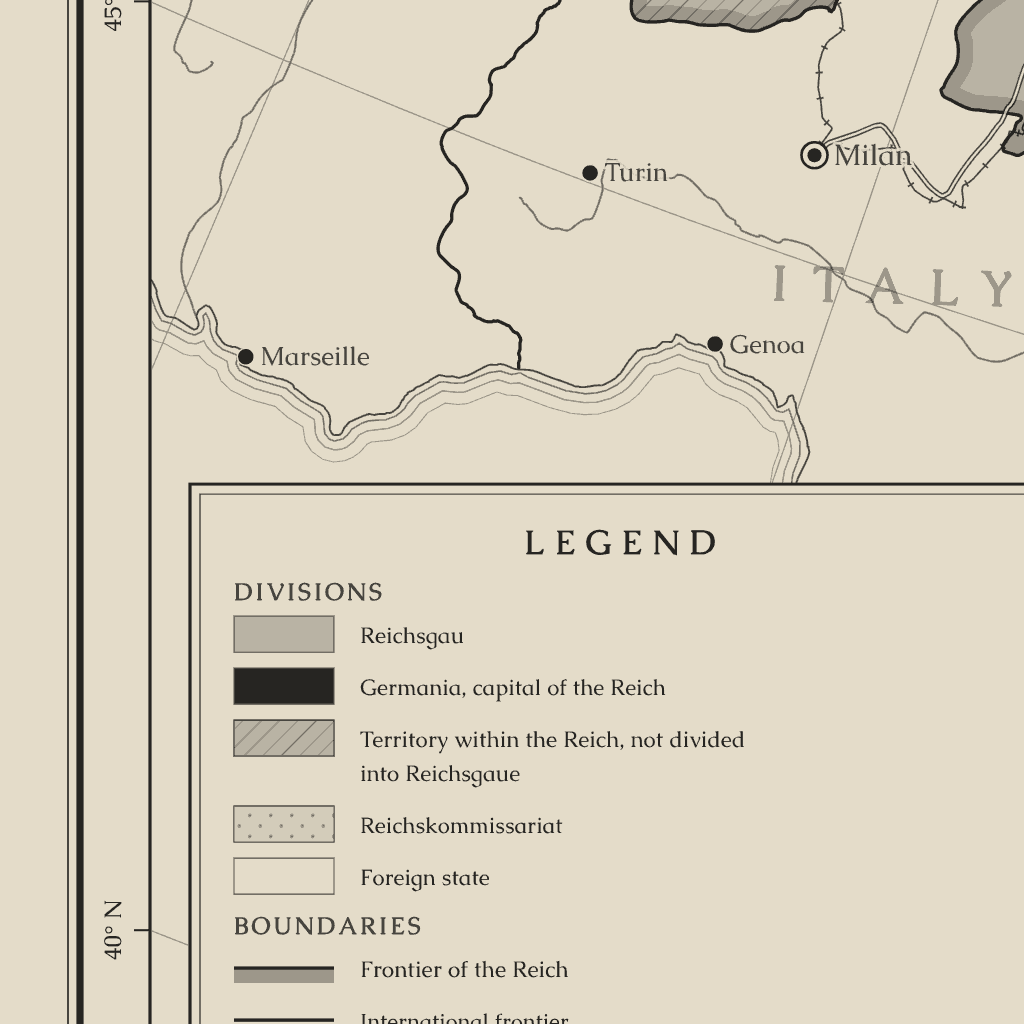 45°
Turin
Milan
ITALY
Marseille
Genoa
LEGEND
DIVISIONS
Reichsgau
Germania, capital of the Reich
Territory within the Reich, not divided
into Reichsgaue
Reichskommissariat
Foreign state
40° N
BOUNDARIES
Frontier of the Reich
International frontier